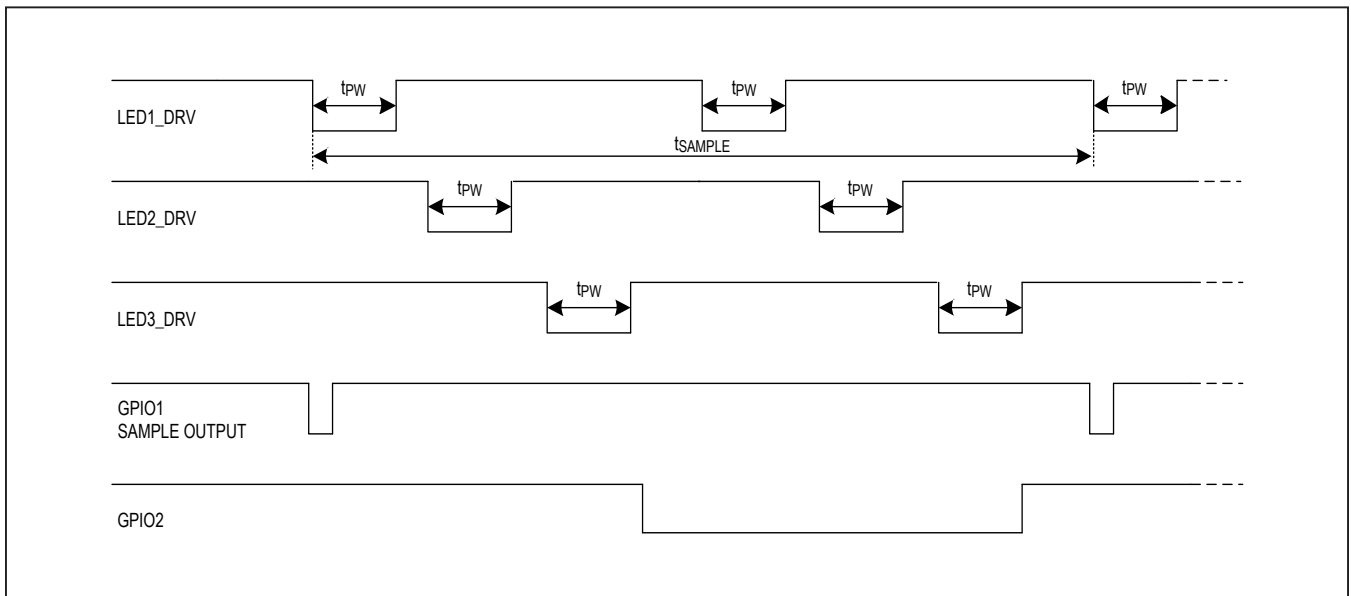 tPW tPW tPW
LED1_DRV
tSAMPLE
tPW tPW
LED2_DRV
tPW tPW
LED3_DRV
GPIO1
SAMPLE OUTPUT
GPIO2